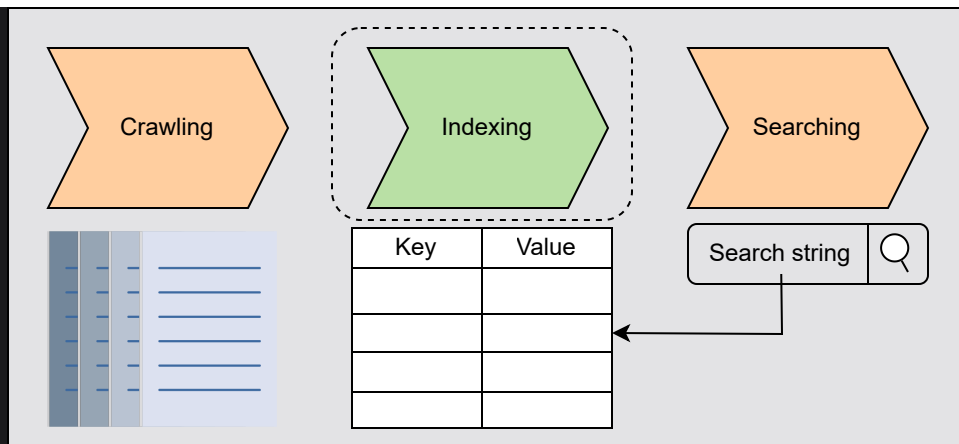 Crawling
Indexing
Searching
Key
Value
Search string